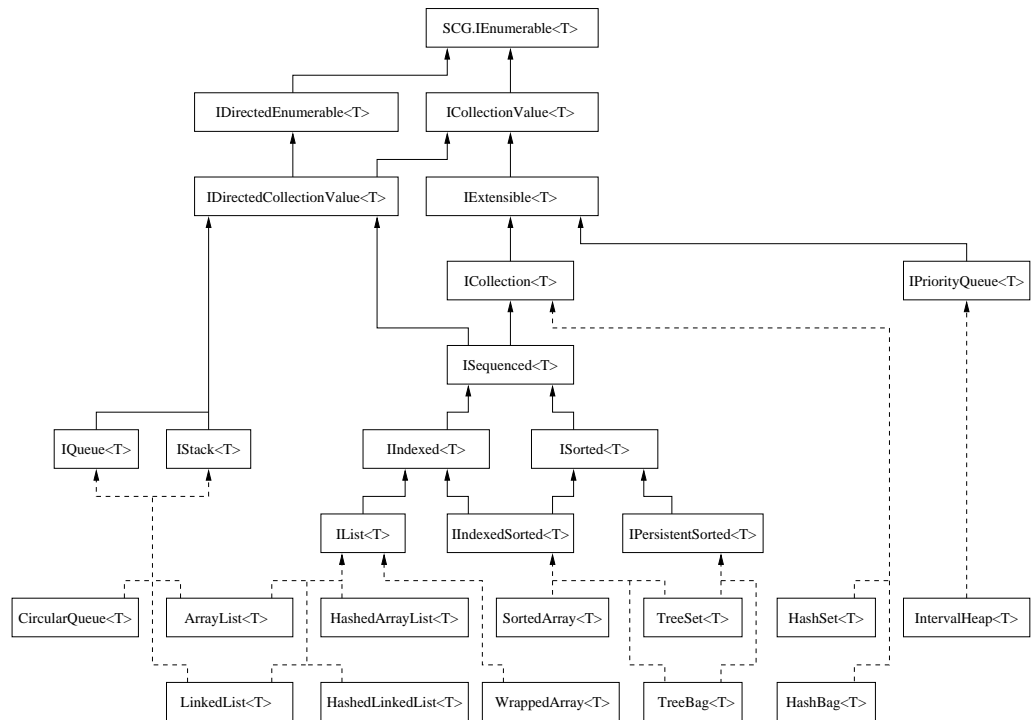 SCG.IEnumerable<T>
IDirectedEnumerable<T>
ICollectionValue<T>
IDirectedCollectionValue<T>
IExtensible<T>
ICollection<T>
IPriorityQueue<T>
ISequenced<T>
IQueue<T>
IStack<T>
IIndexed<T>
ISorted<T>
IList<T>
IIndexedSorted<T>
IPersistentSorted<T>
CircularQueue<T>
ArrayList<T>
HashedArrayList<T>
SortedArray<T>
TreeSet<T>
HashSet<T>
IntervalHeap<T>
LinkedList<T>
HashedLinkedList<T>
WrappedArray<T>
TreeBag<T>
HashBag<T>